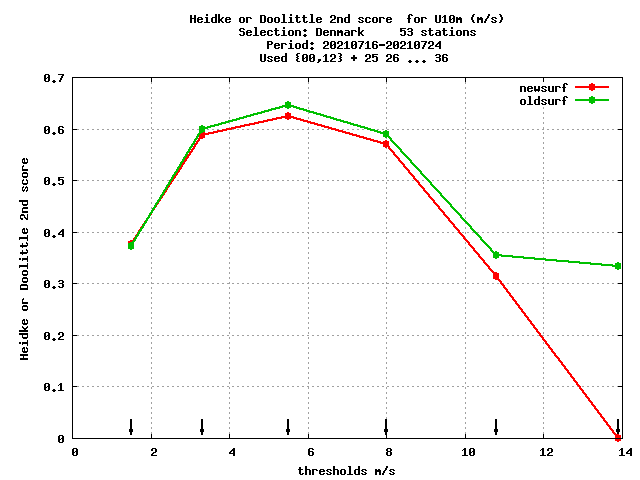 Heidke or Doolittle 2nd score  for U10m (m/s)
Selection: Denmark     53 stations
Period: 20210716-20210724
Used {00,12} + 25 26 ... 36
newsurf
oldsurf
0.7
0.6
0.5
0.4
0.3
0.2
0.1
0
Heidke or Doolittle 2nd score
0 2 4 6 8 10 12 14
thresholds m/s